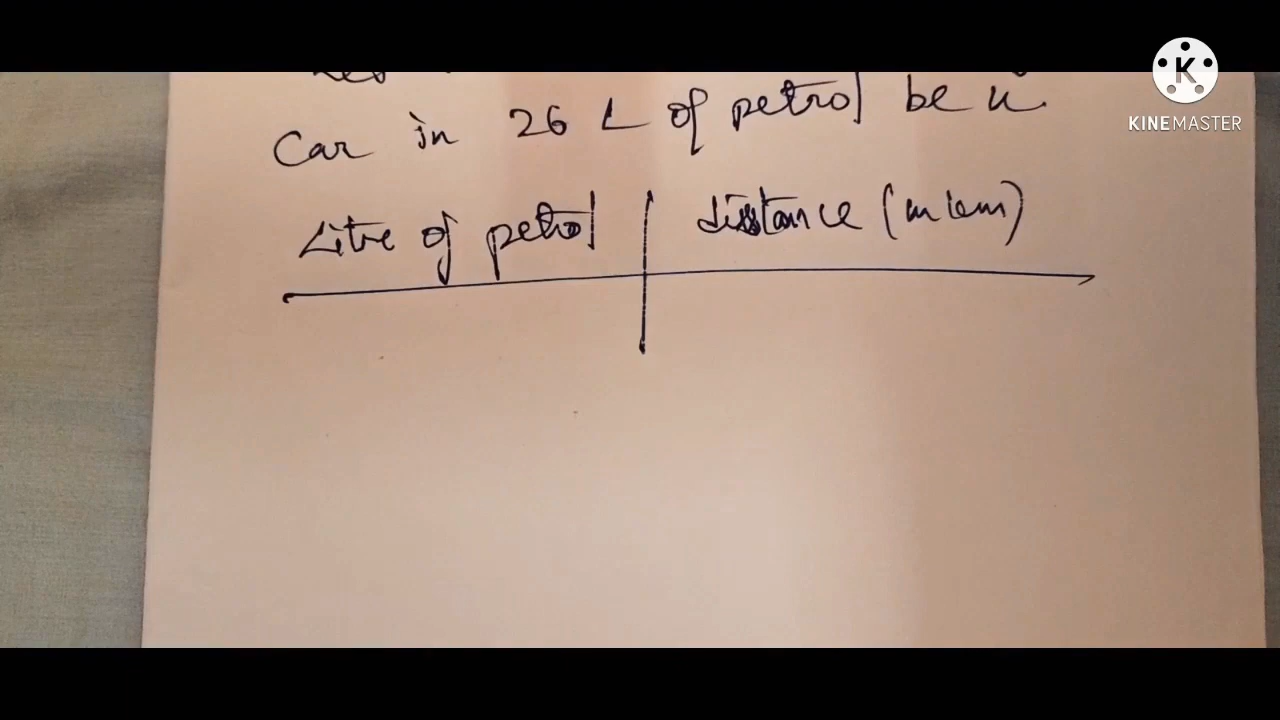 Car in 26 L of petrol be x.
Litre of petrol | distance (in km)
KINEMASTER